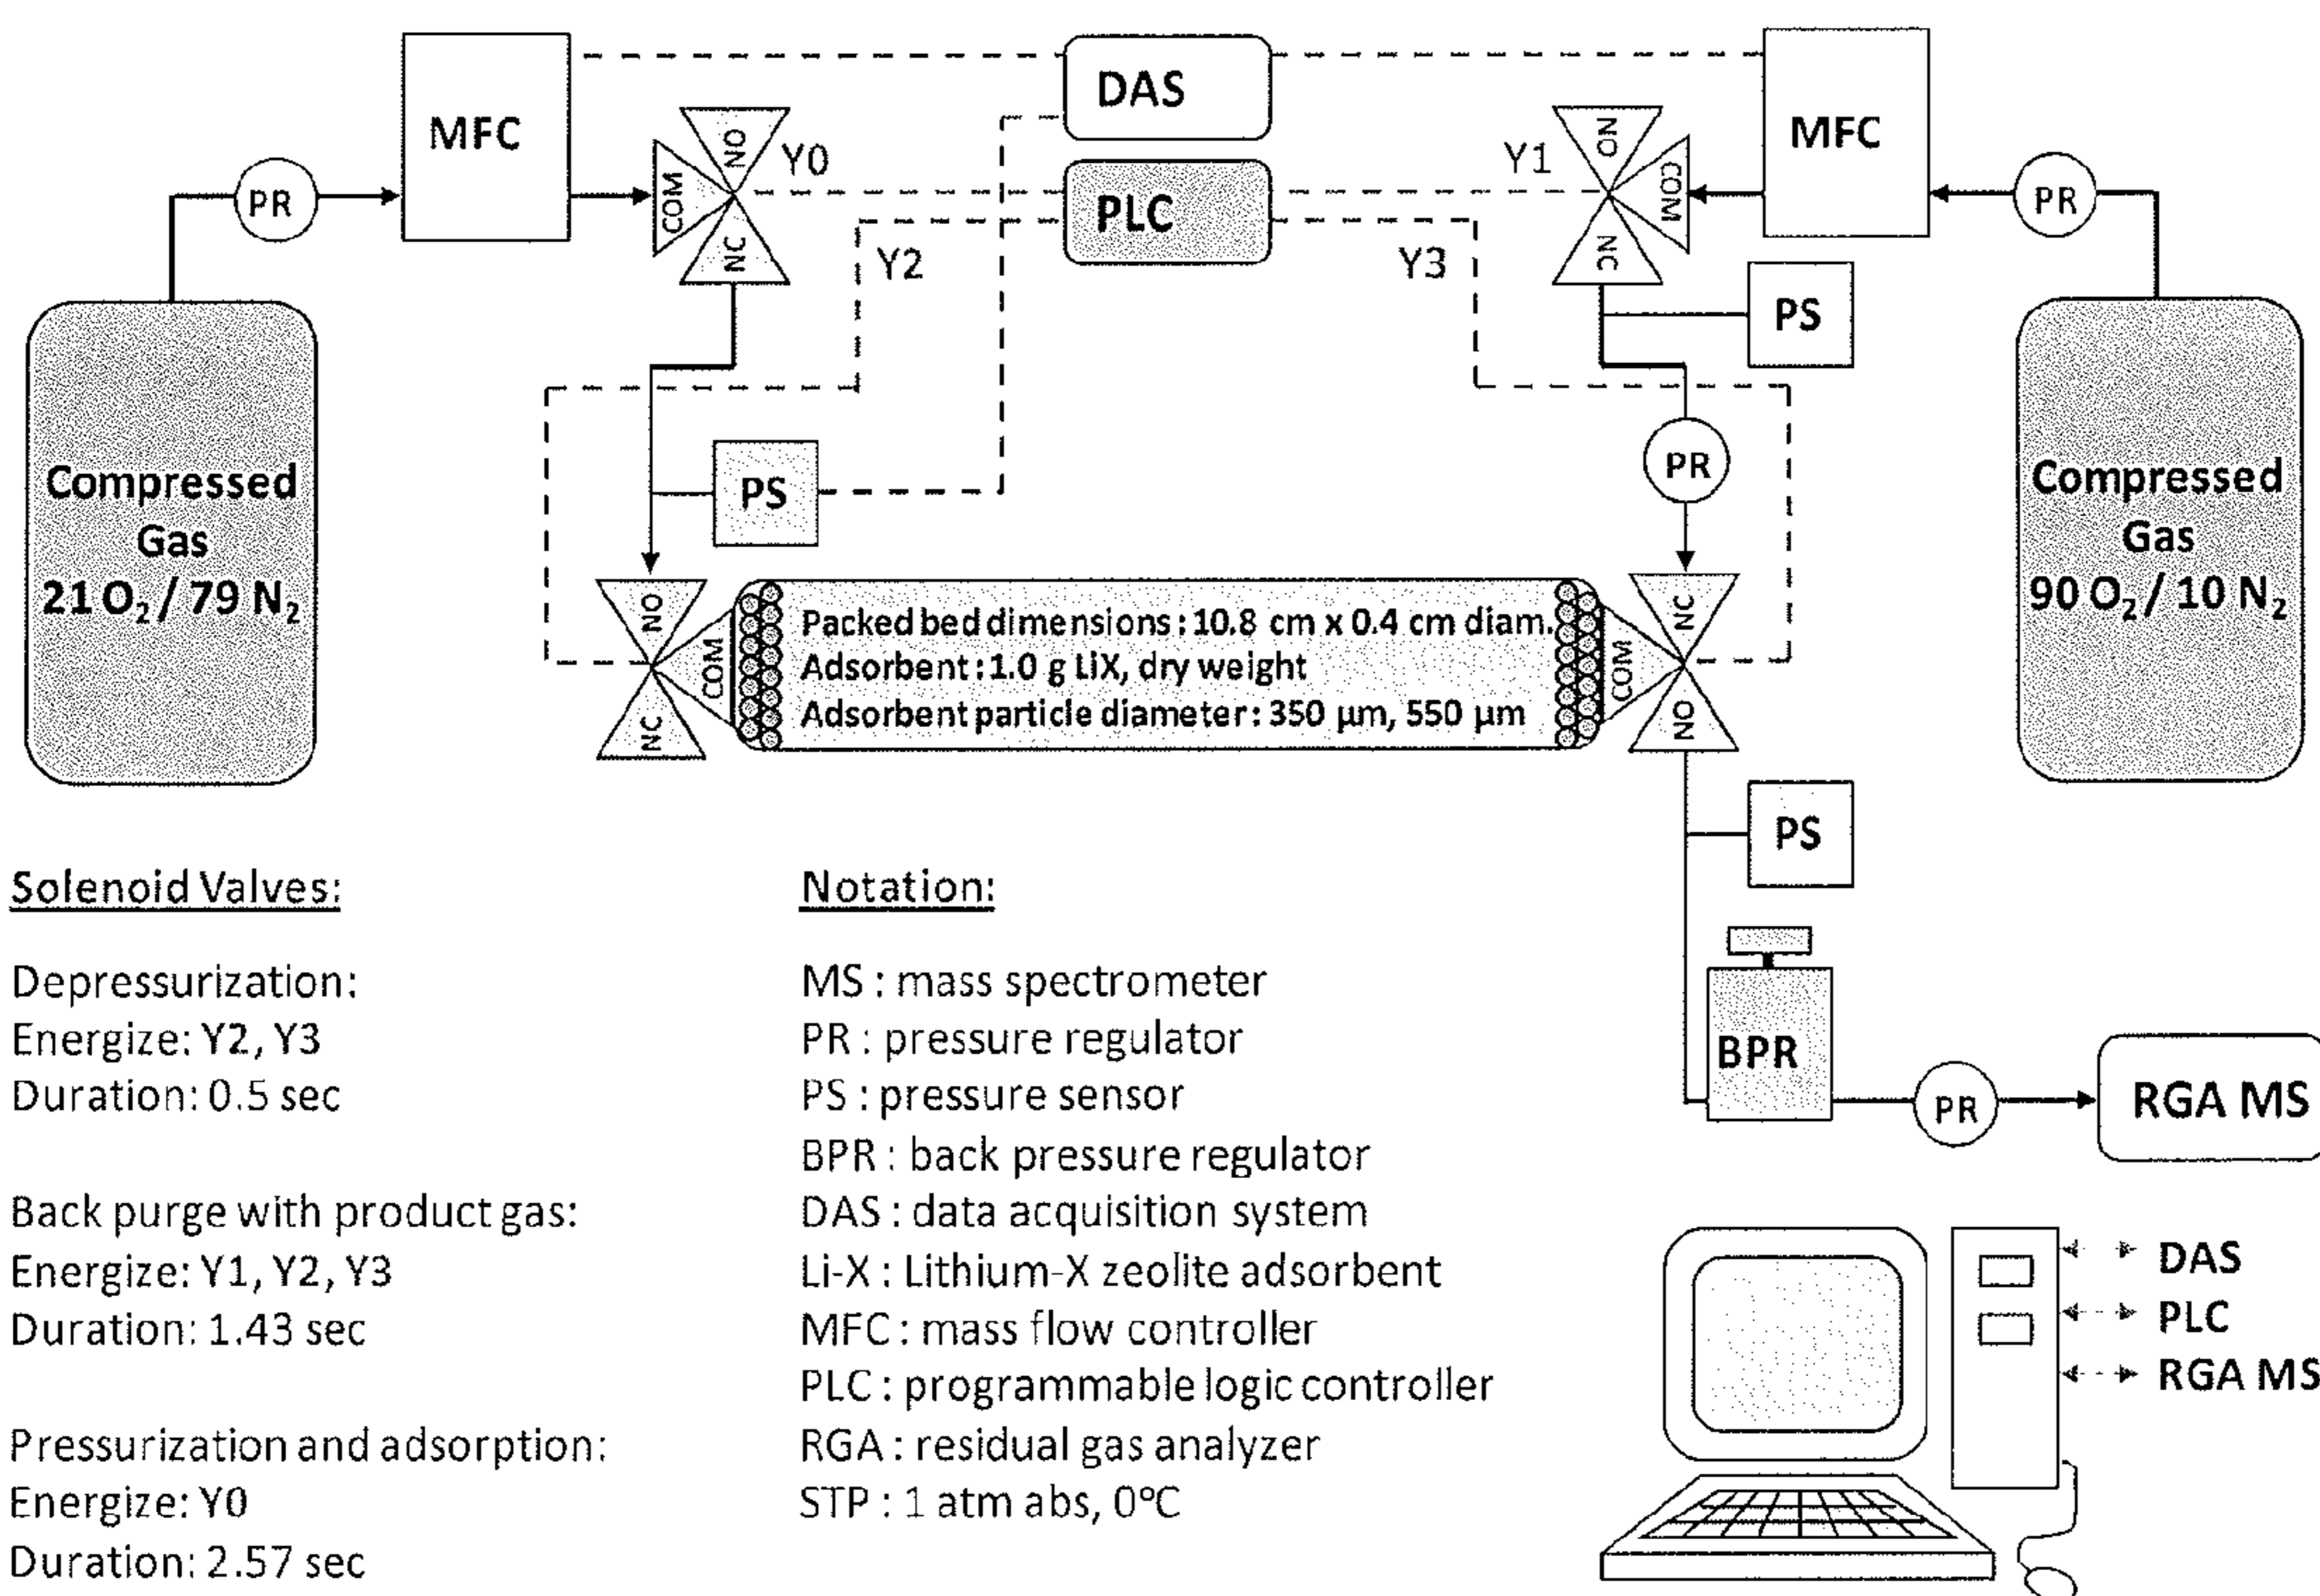 MFC
DAS
MFC
NO
COM
NC
Y0
Y1
NO
COM
NC
PR
PLC
PR
Y2
Y3
PS
Compressed
Gas
21 O₂ / 79 N₂
PS
PR
Compressed
Gas
90 O₂ / 10 N₂
NO
COM
NC
Packed bed dimensions : 10.8 cm x 0.4 cm diam.
Adsorbent : 1.0 g LiX, dry weight
Adsorbent particle diameter : 350 µm, 550 µm
NC
COM
NO
PS
BPR
PR
RGA MS
Solenoid Valves:
Depressurization:
Energize: Y2, Y3
Duration: 0.5 sec
Back purge with product gas:
Energize: Y1, Y2, Y3
Duration: 1.43 sec
Pressurization and adsorption:
Energize: Y0
Duration: 2.57 sec
Notation:
MS : mass spectrometer
PR : pressure regulator
PS : pressure sensor
BPR : back pressure regulator
DAS : data acquisition system
Li-X : Lithium-X zeolite adsorbent
MFC : mass flow controller
PLC : programmable logic controller
RGA : residual gas analyzer
STP : 1 atm abs, 0°C
DAS
PLC
RGA MS